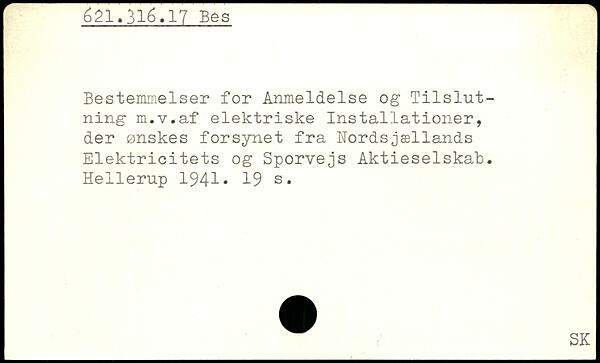 621.316.17 Bes
Bestemmelser for Anmeldelse og Tilslut-
ning m.v.af elektriske Installationer,
der ønskes forsynet fra Nordsjællands
Elektricitets og Sporvejs Aktieselskab.
Hellerup 1941. 19 s.
SK